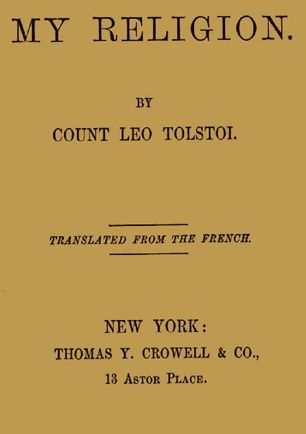 MY RELIGION.
BY
COUNT LEO TOLSTOI.
TRANSLATED FROM THE FRENCH.
NEW YORK:
THOMAS Y. CROWELL & CO.,
13 ASTOR PLACE.